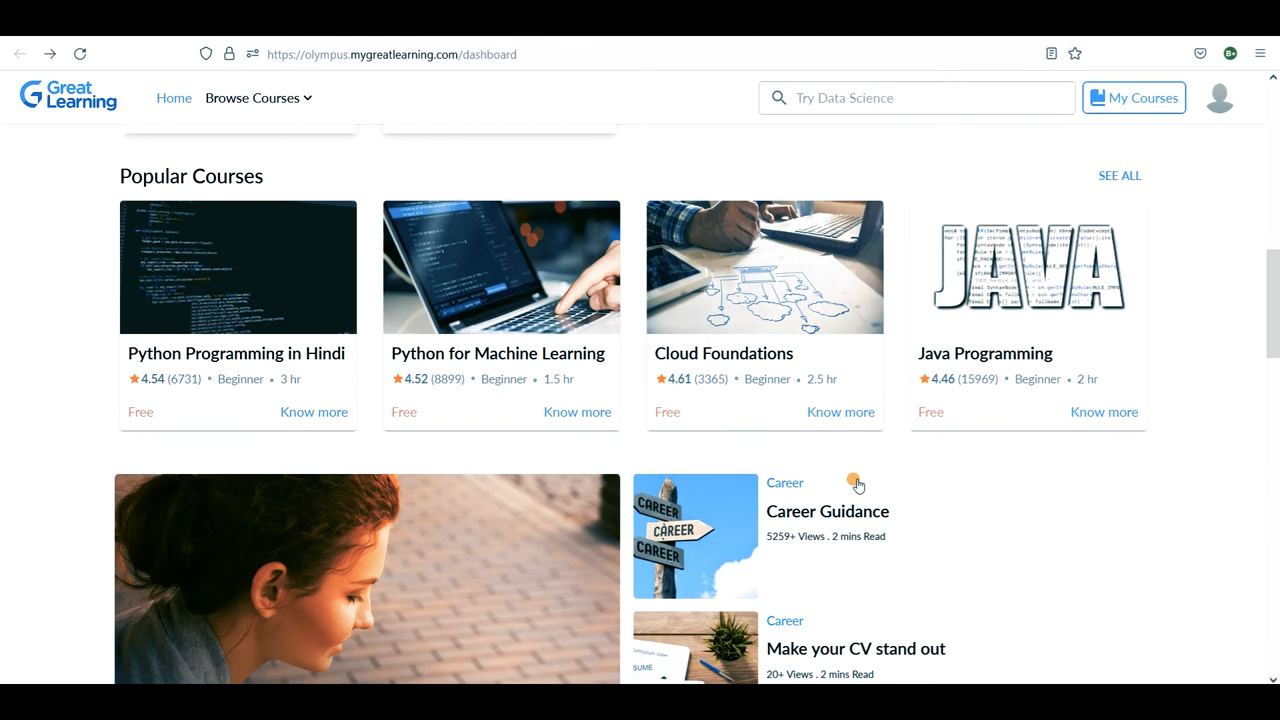 https://olympus.mygreatlearning.com/dashboard
B+
Great
Learning
Home
Browse Courses
Try Data Science
My Courses
Popular Courses
SEE ALL
JAVA
Python Programming in Hindi
4.54 (6731) • Beginner • 3 hr
Free
Know more
Python for Machine Learning
4.52 (8899) • Beginner • 1.5 hr
Free
Know more
Cloud Foundations
4.61 (3365) • Beginner • 2.5 hr
Free
Know more
Java Programming
4.46 (15969) • Beginner • 2 hr
Free
Know more
CAREER
CAREER
CAREER
Career
Career Guidance
5259+ Views . 2 mins Read
Career
Make your CV stand out
20+ Views . 2 mins Read